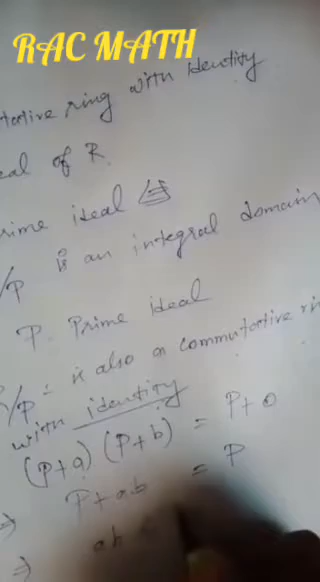 RAC MATH
tative ring with identity
eal of R.
rime ideal ⇔
/P is an integral domain
P. Prime ideal
/P is also a commutative ri
with identity
(P+a) (P+b) = P+0
⇒ P+ab = P
⇒ ab